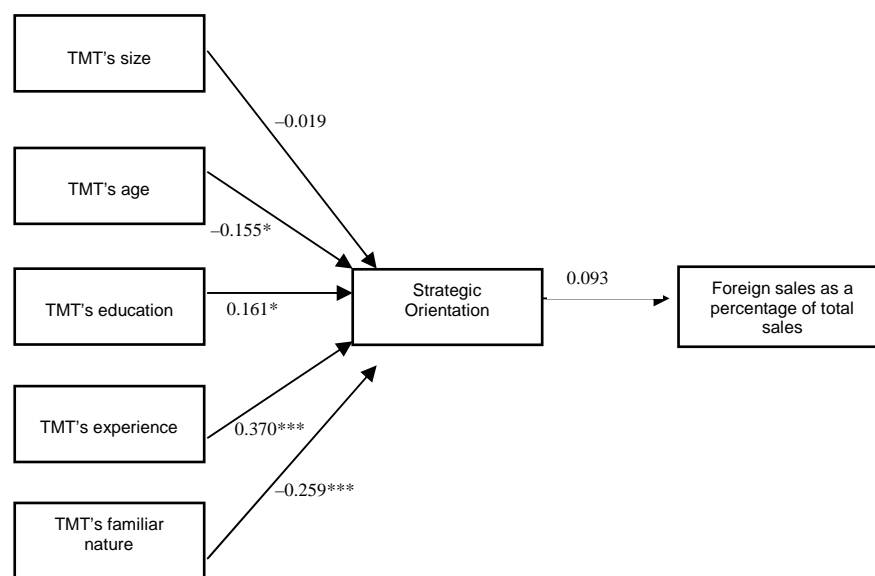 TMT’s size
–0.019
TMT’s age
–0.155*
TMT’s education
0.161*
Strategic
Orientation
0.093
Foreign sales as a
percentage of total
sales
TMT’s experience
0.370***
–0.259***
TMT’s familiar
nature